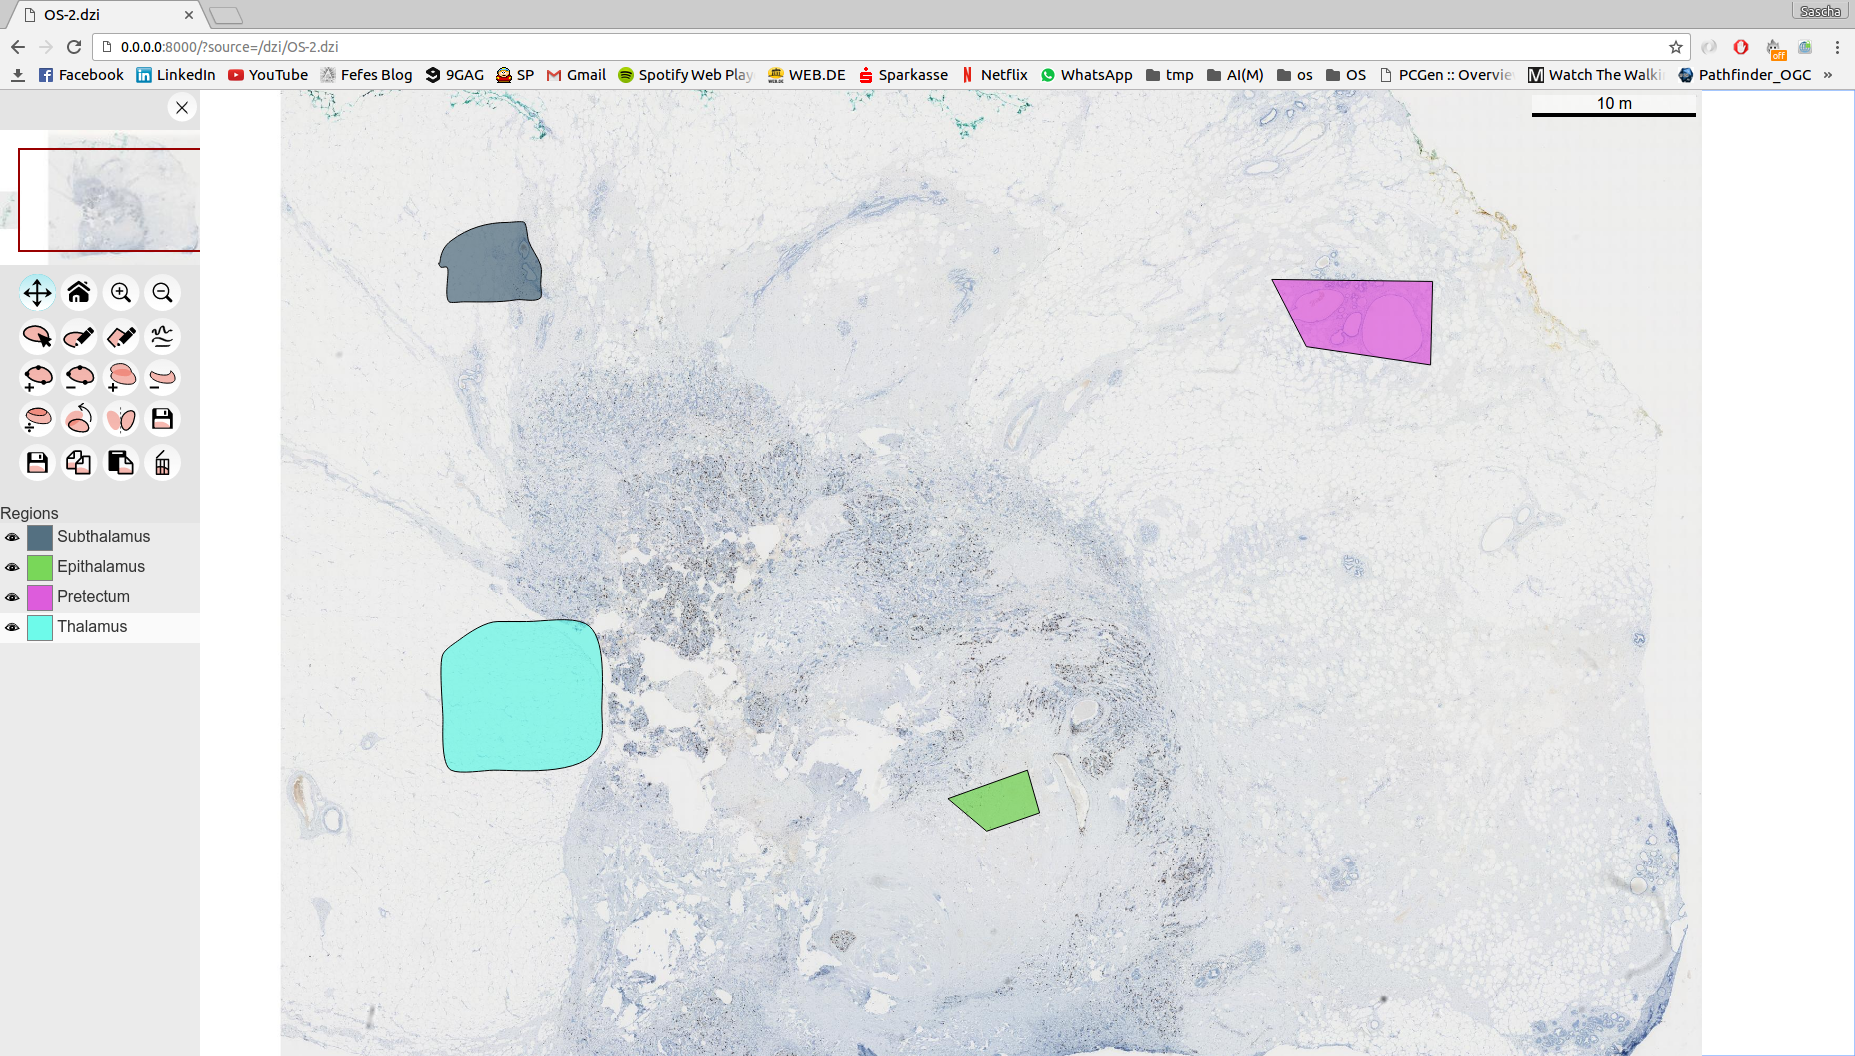 OS-2.dzi
Sascha
0.0.0.0:8000/?source=/dzi/OS-2.dzi
off
Facebook LinkedIn YouTube Fefes Blog 9GAG SP Gmail Spotify Web Play WEB.DE Sparkasse Netflix WhatsApp tmp AI(M) os OS PCGen :: Overvie Watch The Walki Pathfinder_OGC »
10 m
Regions
Subthalamus
Epithalamus
Pretectum
Thalamus